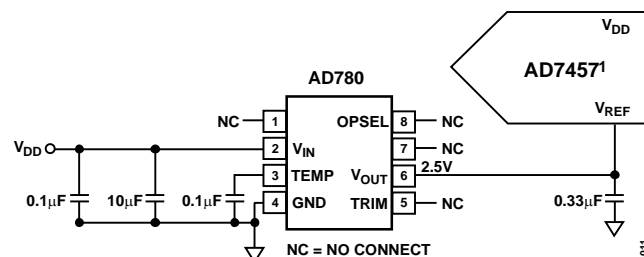 V_DD
AD7457¹
V_REF
AD780
NC 1 OPSEL 8 NC
V_DD 2 V_IN 7 NC
3 TEMP V_OUT 6 2.5V
0.1µF 10µF 0.1µF 4 GND TRIM 5 NC 0.33µF
NC = NO CONNECT